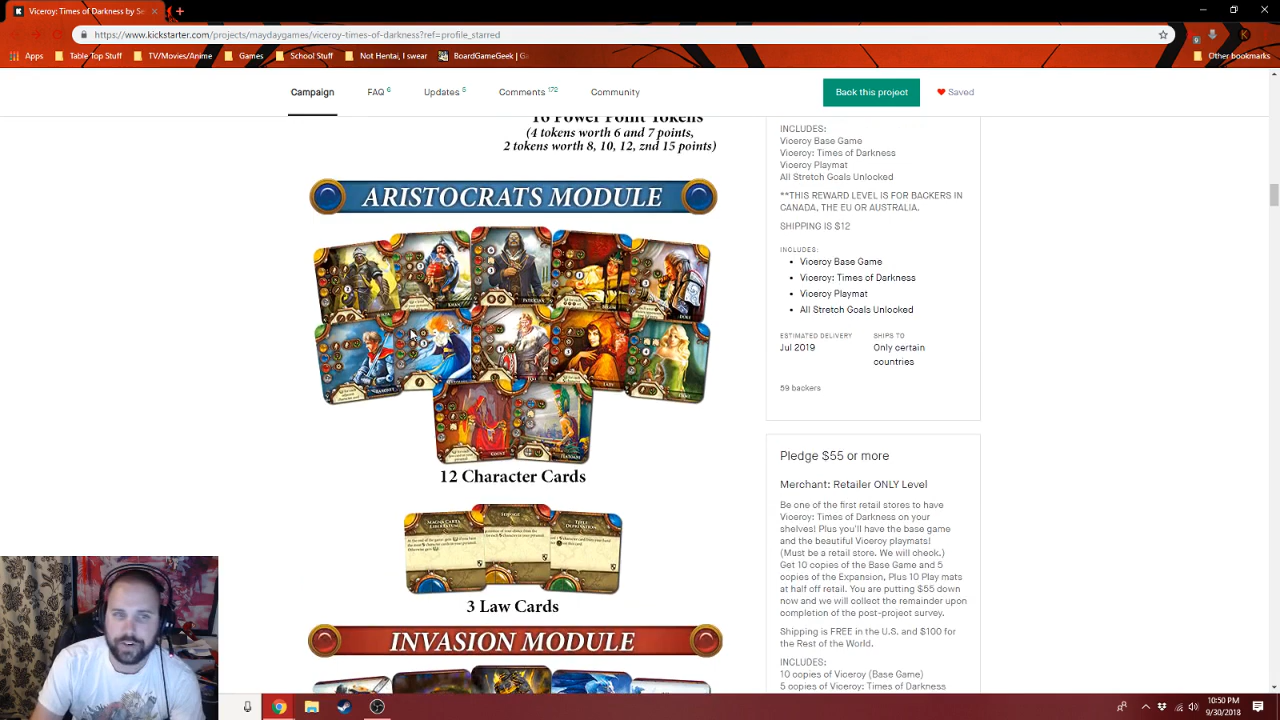 Viceroy: Times of Darkness by Se
https://www.kickstarter.com/projects/maydaygames/viceroy-times-of-darkness?ref=profile_starred
Apps
Table Top Stuff
TV/Movies/Anime
Games
School Stuff
Not Hentai, I swear
BoardGameGeek | Ga
Other bookmarks
Campaign
FAQ 6
Updates 5
Comments 172
Community
Back this project
Saved
16 Power Point Tokens
(4 tokens worth 6 and 7 points,
2 tokens worth 8, 10, 12, znd 15 points)
ARISTOCRATS MODULE
12 Character Cards
3 Law Cards
INVASION MODULE
INCLUDES:
Viceroy Base Game
Viceroy: Times of Darkness
Viceroy Playmat
All Stretch Goals Unlocked
**THIS REWARD LEVEL IS FOR BACKERS IN
CANADA, THE EU OR AUSTRALIA.
SHIPPING IS $12
INCLUDES:
• Viceroy Base Game
• Viceroy: Times of Darkness
• Viceroy Playmat
• All Stretch Goals Unlocked
ESTIMATED DELIVERY
Jul 2019
SHIPS TO
Only certain
countries
59 backers
Pledge $55 or more
Merchant: Retailer ONLY Level
Be one of the first retail stores to have
Viceroy: Times of Darkness on your
shelves! Plus you'll have the base game
and the beautiful Viceroy playmats!
(Must be a retail store. We will check.)
Get 10 copies of the Base Game and 5
copies of the Expansion, Plus 10 Play mats
at half off retail. You are putting $55 down
now and we will collect the remainder upon
completion of the post-project survey.
Shipping is FREE in the U.S. and $100 for
the Rest of the World.
INCLUDES:
10 copies of Viceroy (Base Game)
5 copies of Viceroy: Times of Darkness
10:50 PM
9/30/2018